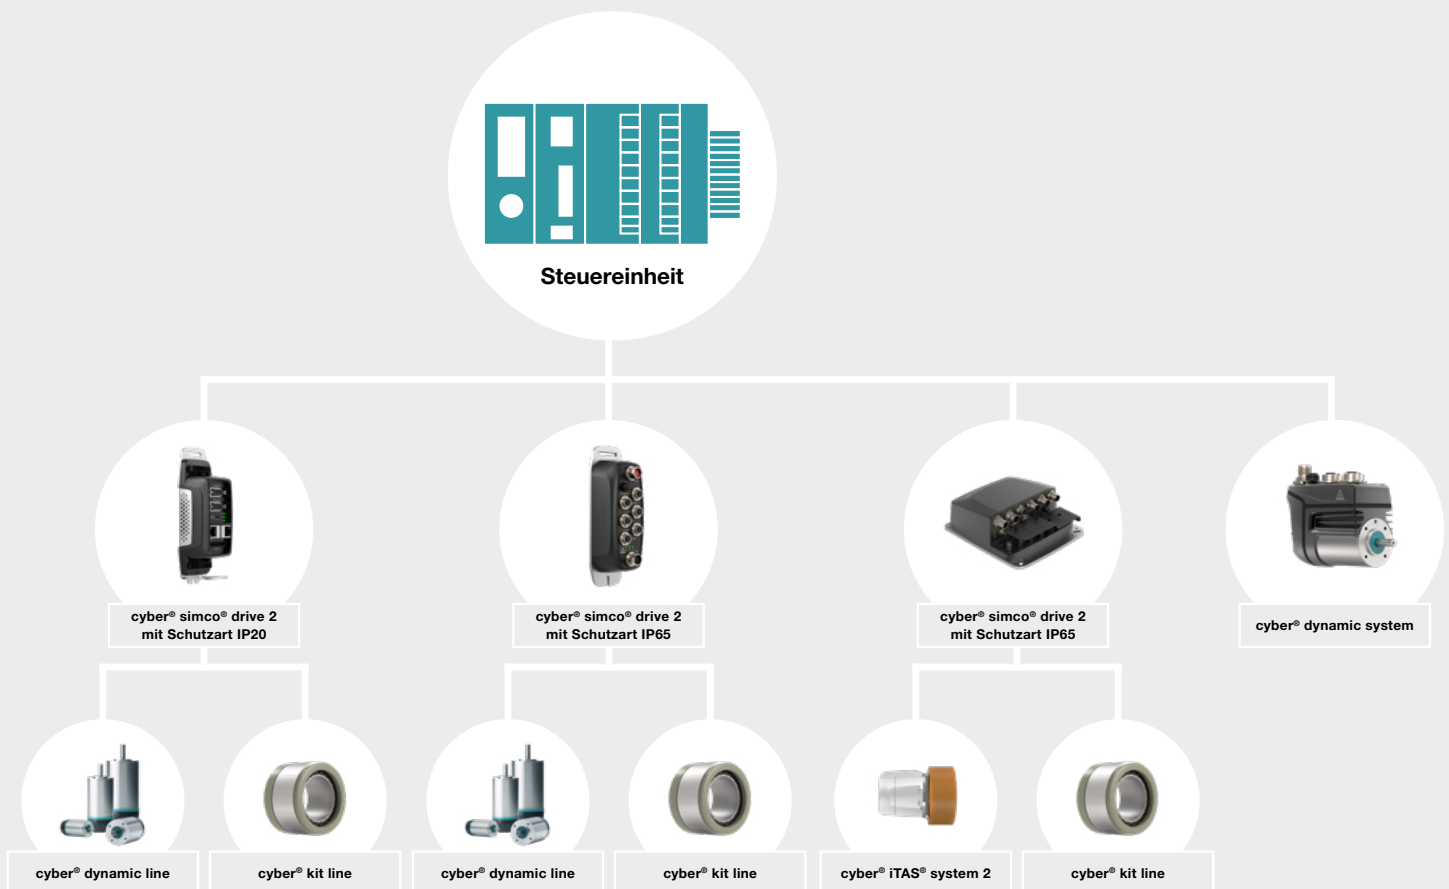 Steuereinheit
cyber® simco® drive 2
mit Schutzart IP20
cyber® simco® drive 2
mit Schutzart IP65
cyber® simco® drive 2
mit Schutzart IP65
cyber® dynamic system
cyber® dynamic line
cyber® kit line
cyber® dynamic line
cyber® kit line
cyber® iTAS® system 2
cyber® kit line